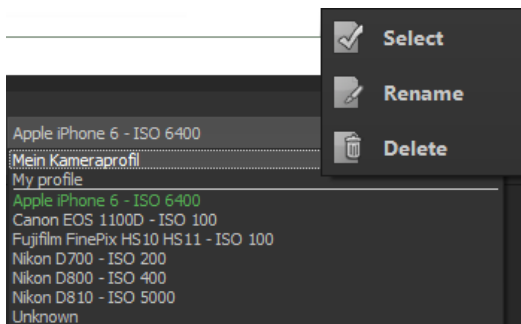 Select
Rename
Delete
Apple iPhone 6 - ISO 6400
Mein Kameraprofil
My profile
Apple iPhone 6 - ISO 6400
Canon EOS 1100D - ISO 100
Fujifilm FinePix HS10 HS11 - ISO 100
Nikon D700 - ISO 200
Nikon D800 - ISO 400
Nikon D810 - ISO 5000
Unknown